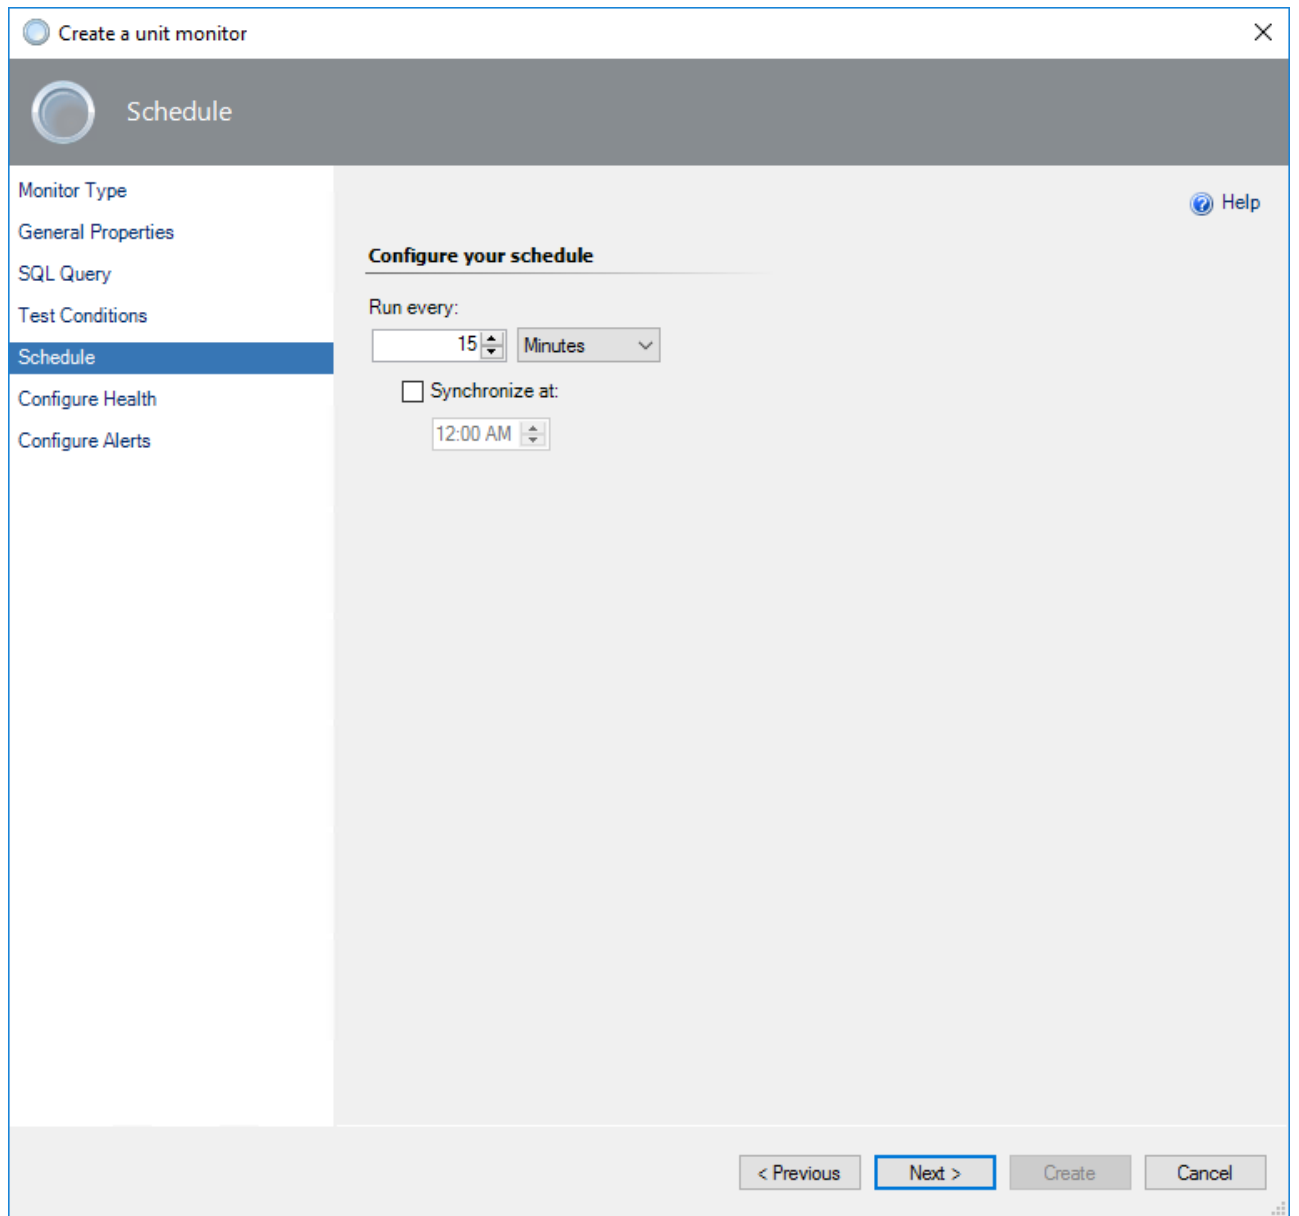 Create a unit monitor
Schedule
Monitor Type
General Properties
SQL Query
Test Conditions
Schedule
Configure Health
Configure Alerts
Help
Configure your schedule
Run every:
15 Minutes
Synchronize at:
12:00 AM
< Previous Next > Create Cancel